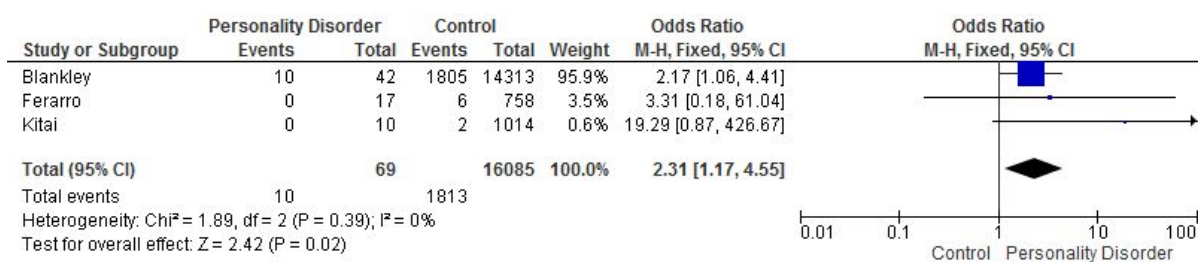 Personality Disorder Control Odds Ratio Odds Ratio
Study or Subgroup Events Total Events Total Weight M-H, Fixed, 95% CI M-H, Fixed, 95% CI
Blankley 10 42 1805 14313 95.9% 2.17 [1.06, 4.41]
Ferarro 0 17 6 758 3.5% 3.31 [0.18, 61.04]
Kitai 0 10 2 1014 0.6% 19.29 [0.87, 426.67]
Total (95% CI) 69 16085 100.0% 2.31 [1.17, 4.55]
Total events 10 1813
Heterogeneity: Chi² = 1.89, df = 2 (P = 0.39); I² = 0%
Test for overall effect: Z = 2.42 (P = 0.02)
0.01 0.1 1 10 100
Control Personality Disorder